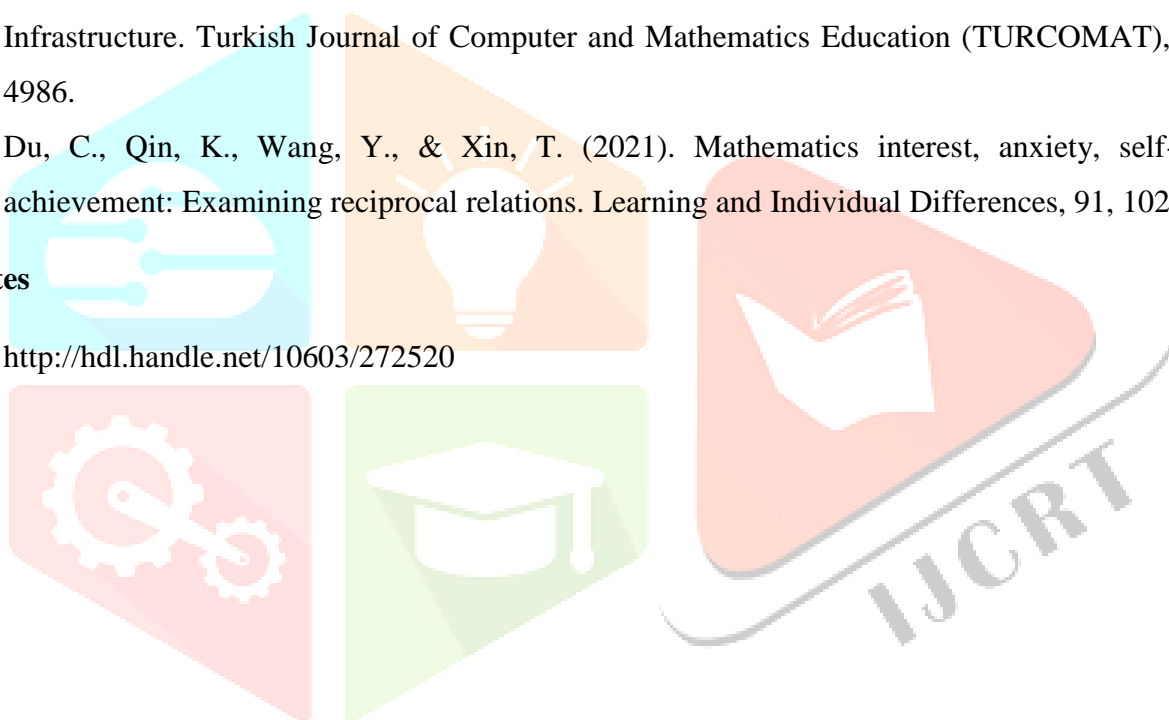 Infrastructure. Turkish Journal of Computer and Mathematics Education (TURCOMAT),
4986.
Du, C., Qin, K., Wang, Y., & Xin, T. (2021). Mathematics interest, anxiety, self-
achievement: Examining reciprocal relations. Learning and Individual Differences, 91, 102
tes
http://hdl.handle.net/10603/272520
IJCRT